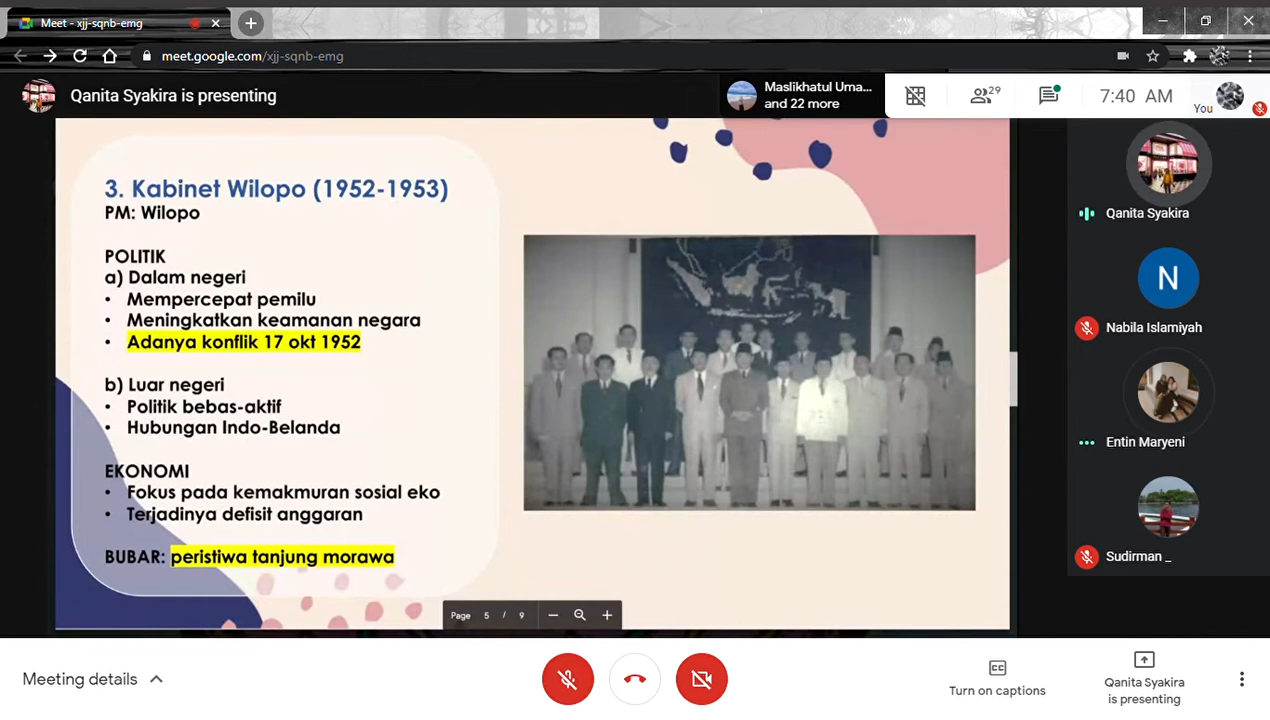 Meet - xjj-sqnb-emg
meet.google.com/xjj-sqnb-emg
Qanita Syakira is presenting
Maslikhatul Uma...
and 22 more
29
7:40 AM
You
3. Kabinet Wilopo (1952-1953)
PM: Wilopo
POLITIK
a) Dalam negeri
• Mempercepat pemilu
• Meningkatkan keamanan negara
• Adanya konflik 17 okt 1952
b) Luar negeri
• Politik bebas-aktif
• Hubungan Indo-Belanda
EKONOMI
• Fokus pada kemakmuran sosial eko
• Terjadinya defisit anggaran
BUBAR: peristiwa tanjung morawa
Page 5 / 9
Qanita Syakira
N
Nabila Islamiyah
Entin Maryeni
Sudirman _
Meeting details
CC
Turn on captions
Qanita Syakira
is presenting